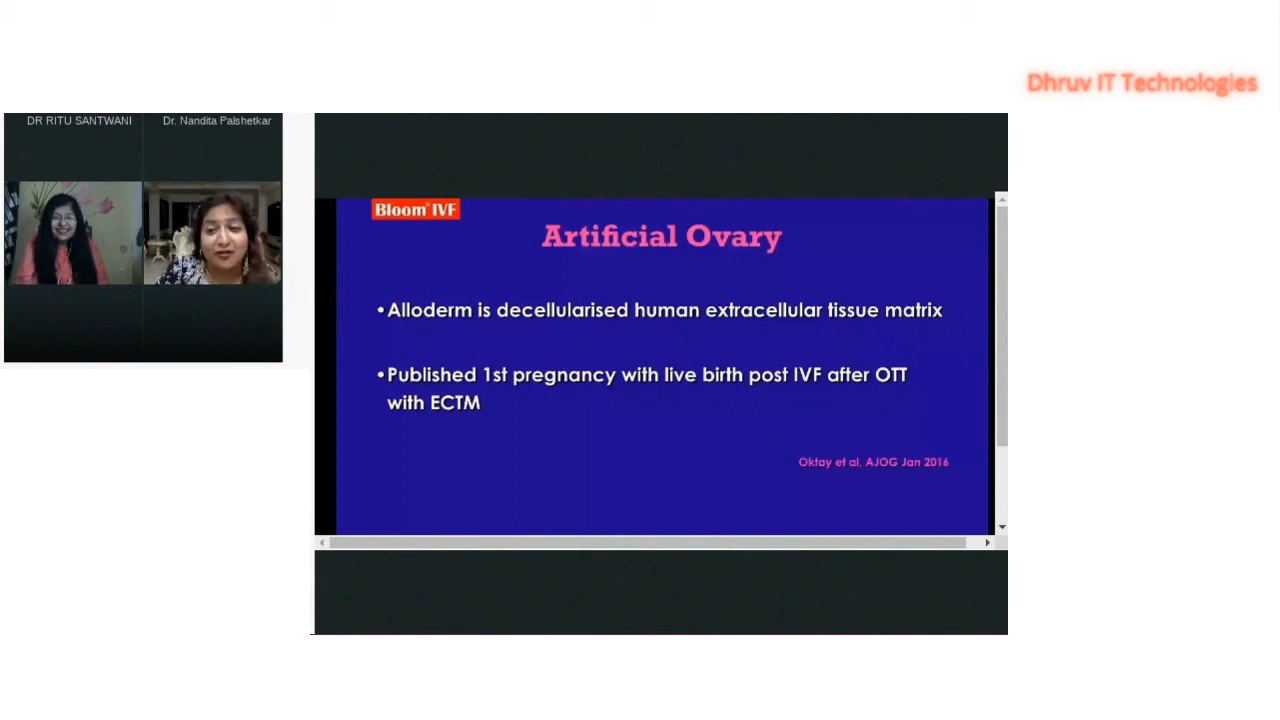 Dhruv IT Technologies
DR RITU SANTWANI
Dr. Nandita Palshetkar
Bloom® IVF
Artificial Ovary
•Alloderm is decellularised human extracellular tissue matrix
•Published 1st pregnancy with live birth post IVF after OTT
with ECTM
Oktay et al, AJOG Jan 2016